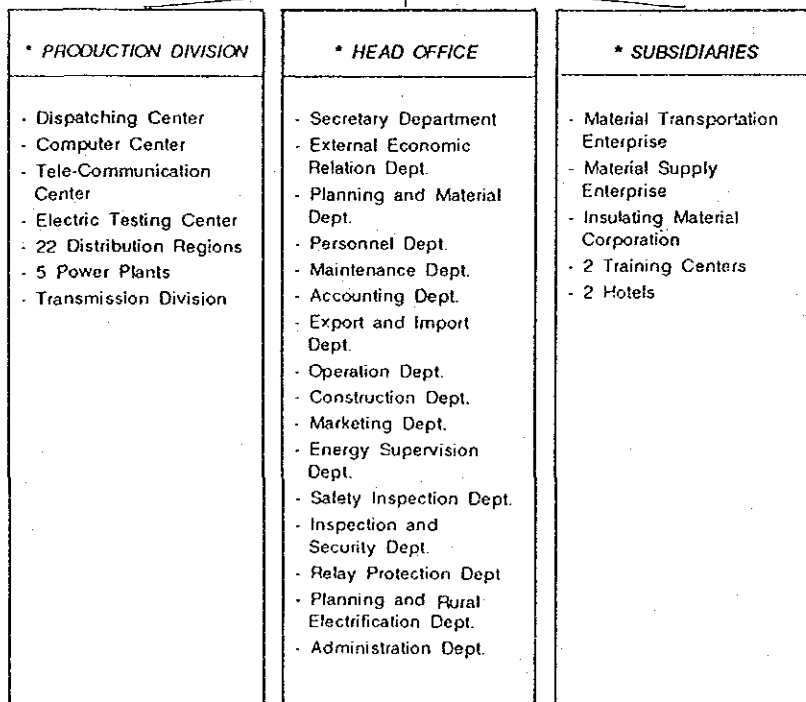 * PRODUCTION DIVISION
- Dispatching Center
- Computer Center
- Tele-Communication
Center
- Electric Testing Center
- 22 Distribution Regions
- 5 Power Plants
- Transmission Division
* HEAD OFFICE
- Secretary Department
- External Economic
Relation Dept.
- Planning and Material
Dept.
- Personnel Dept.
- Maintenance Dept.
- Accounting Dept.
- Export and Import
Dept.
- Operation Dept.
- Construction Dept.
- Marketing Dept.
- Energy Supervision
Dept.
- Safety Inspection Dept.
- Inspection and
Security Dept.
- Relay Protection Dept
- Planning and Rural
Electrification Dept.
- Administration Dept.
* SUBSIDIARIES
- Material Transportation
Enterprise
- Material Supply
Enterprise
- Insulating Material
Corporation
- 2 Training Centers
- 2 Hotels